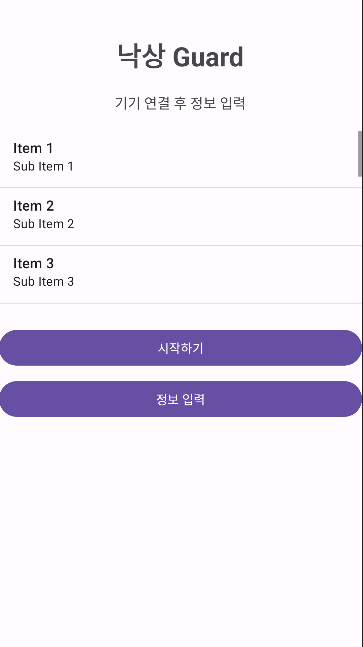 낙상 Guard
기기 연결 후 정보 입력
Item 1
Sub Item 1
Item 2
Sub Item 2
Item 3
Sub Item 3
시작하기
정보 입력